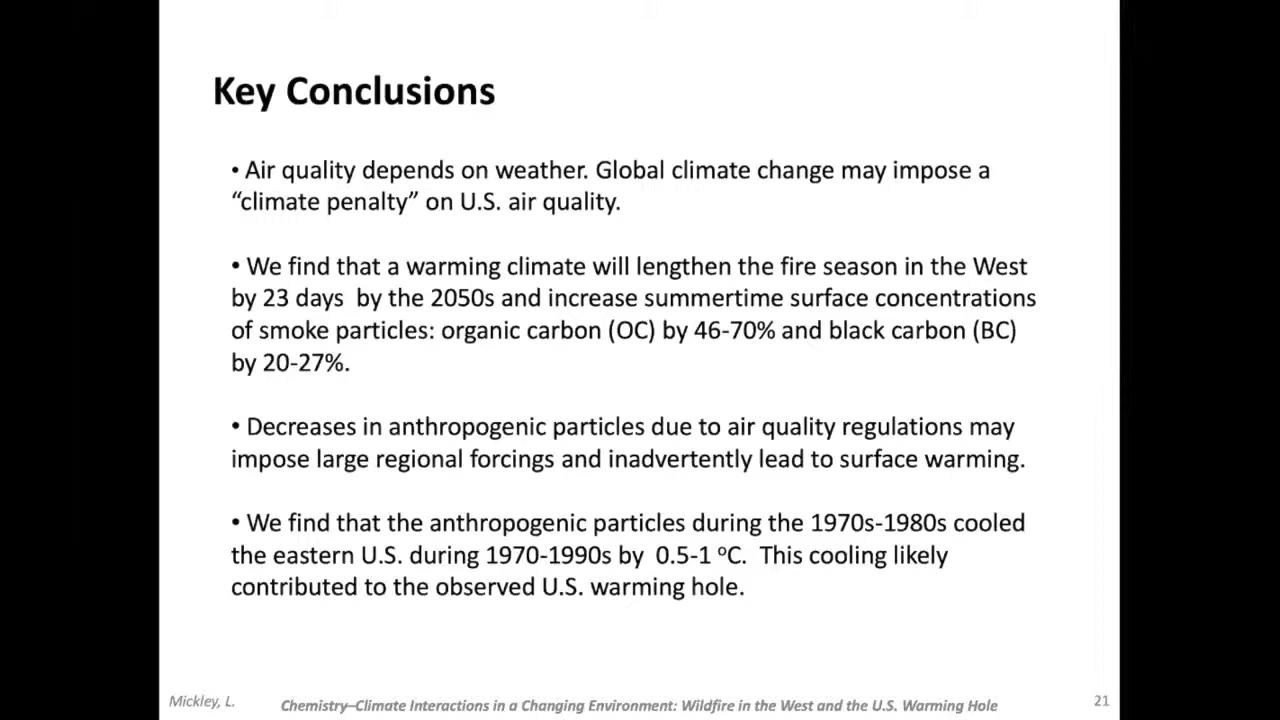 Key Conclusions
• Air quality depends on weather. Global climate change may impose a
“climate penalty” on U.S. air quality.
• We find that a warming climate will lengthen the fire season in the West
by 23 days  by the 2050s and increase summertime surface concentrations
of smoke particles: organic carbon (OC) by 46-70% and black carbon (BC)
by 20-27%.
• Decreases in anthropogenic particles due to air quality regulations may
impose large regional forcings and inadvertently lead to surface warming.
• We find that the anthropogenic particles during the 1970s-1980s cooled
the eastern U.S. during 1970-1990s by  0.5-1 ºC.  This cooling likely
contributed to the observed U.S. warming hole.
Mickley, L.
Chemistry–Climate Interactions in a Changing Environment: Wildfire in the West and the U.S. Warming Hole
21